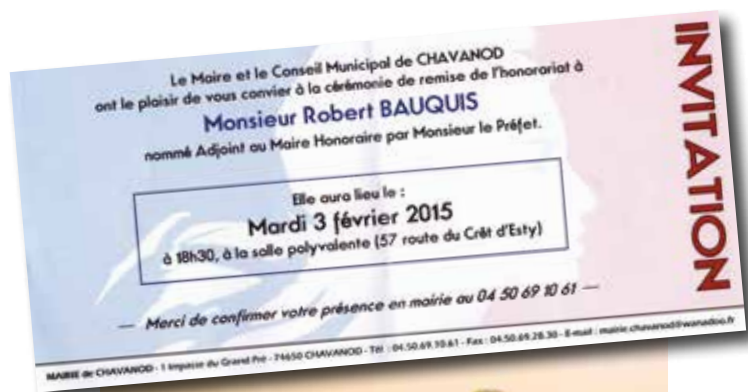 Le Maire et le Conseil Municipal de CHAVANOD
ont le plaisir de vous convier à la cérémonie de remise de l'honorariat à
Monsieur Robert BAUQUIS
nommé Adjoint au Maire Honoraire par Monsieur le Préfet.
Elle aura lieu le :
Mardi 3 février 2015
à 18h30, à la salle polyvalente (57 route du Crêt d'Esty)
— Merci de confirmer votre présence en mairie au 04 50 69 10 61 —
MAIRIE de CHAVANOD - 1 Impasse du Grand Pré - 74650 CHAVANOD - Tél : 04.50.69.10.61 - Fax : 04.50.69.28.30 - E-mail : mairie.chavanod@wanadoo.fr
INVITATION